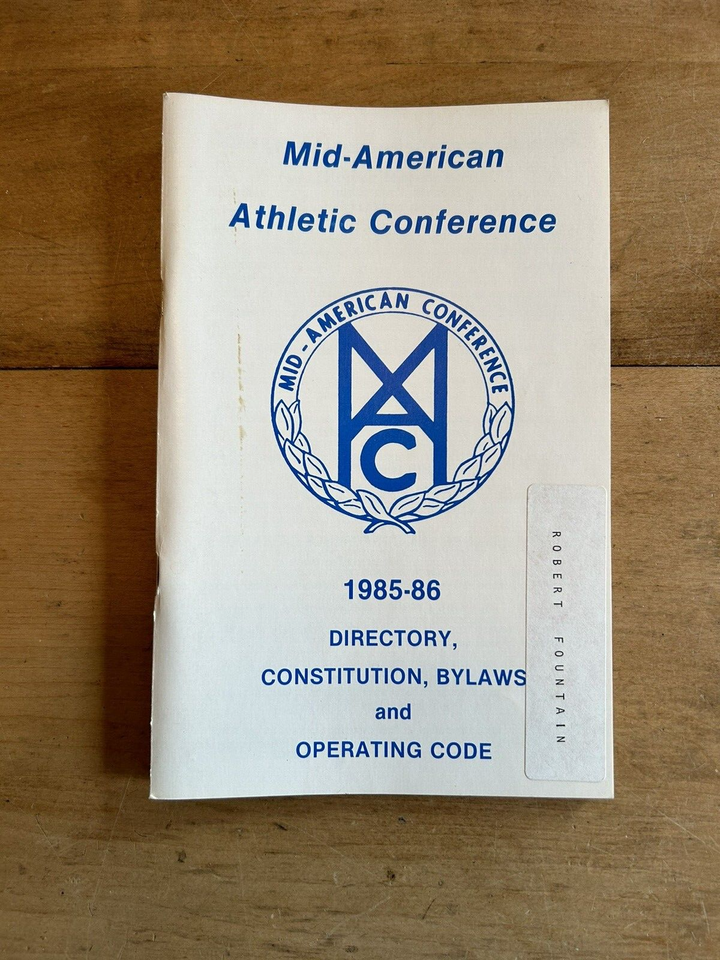 Mid-American
Athletic Conference
MID-AMERICAN CONFERENCE
MAC
1985-86
DIRECTORY,
CONSTITUTION, BYLAWS
and
OPERATING CODE
ROBERT FOUNTAIN